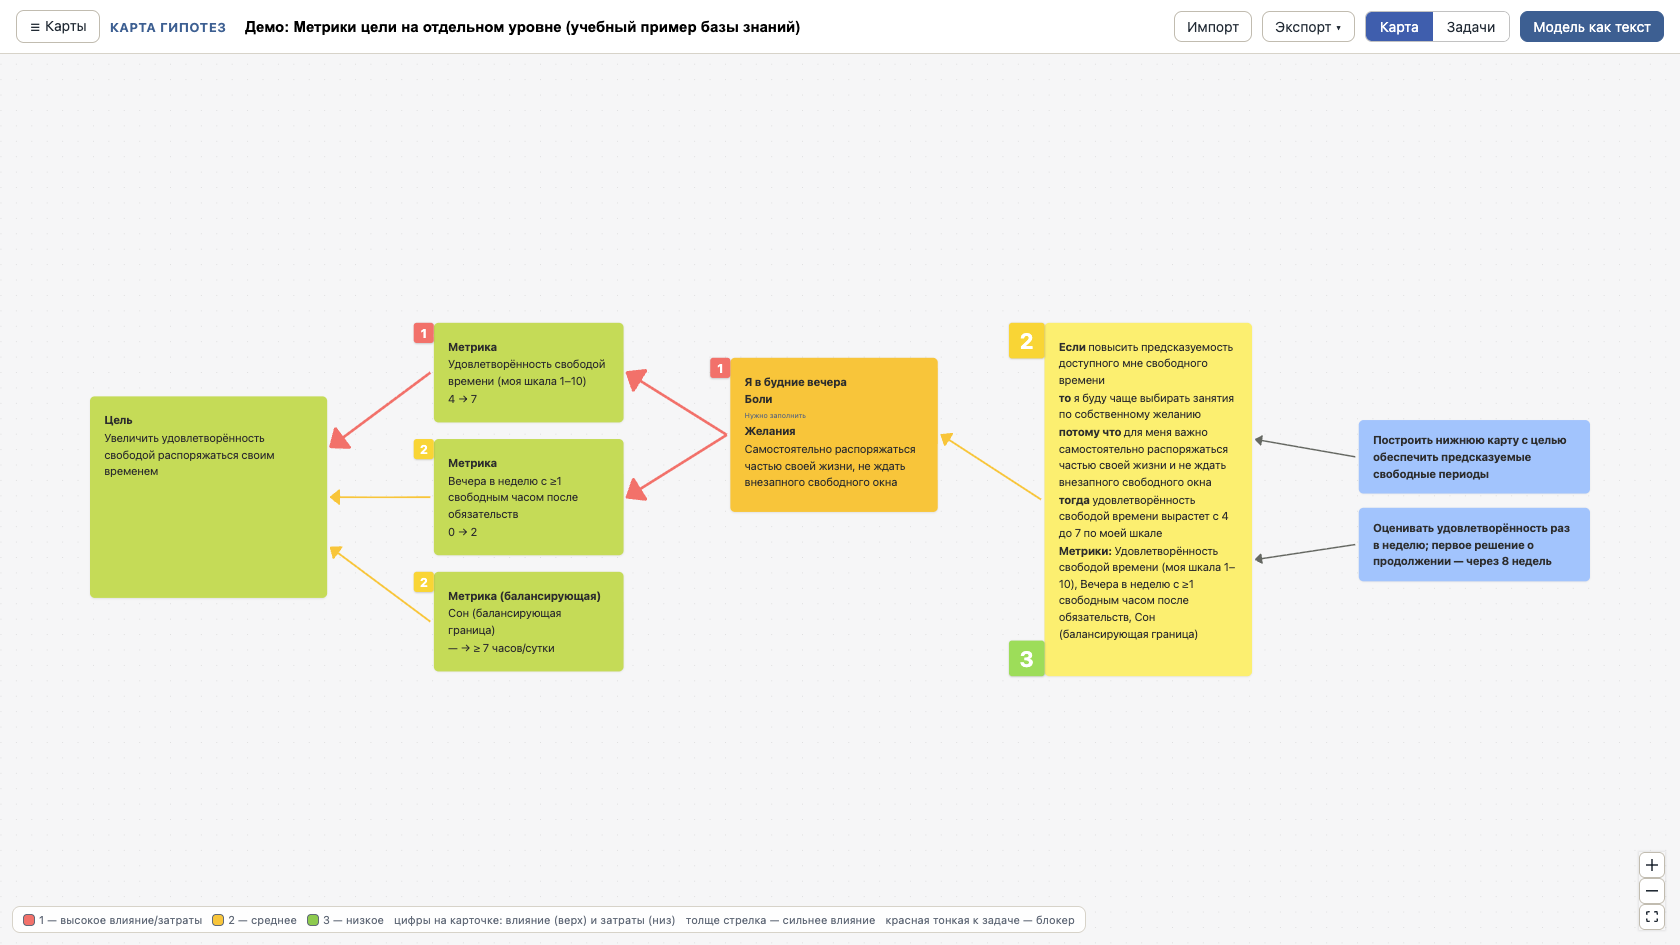 ≡ Карты
КАРТА ГИПОТЕЗ
Демо: Метрики цели на отдельном уровне (учебный пример базы знаний)
Импорт
Экспорт ▾
Карта
Задачи
Модель как текст
Цель
Увеличить удовлетворённость
свободой распоряжаться своим
временем
1
Метрика
Удовлетворённость свободой
времени (моя шкала 1–10)
4 → 7
2
Метрика
Вечера в неделю с ≥1
свободным часом после
обязательств
0 → 2
2
Метрика (балансирующая)
Сон (балансирующая
граница)
— → ≥ 7 часов/сутки
1
Я в будние вечера
Боли
Нужно заполнить
Желания
Самостоятельно распоряжаться
частью своей жизни, не ждать
внезапного свободного окна
2
Если повысить предсказуемость
доступного мне свободного
времени
то я буду чаще выбирать занятия
по собственному желанию
потому что для меня важно
самостоятельно распоряжаться
частью своей жизни и не ждать
внезапного свободного окна
тогда удовлетворённость
свободой времени вырастет с 4
до 7 по моей шкале
Метрики: Удовлетворённость
свободой времени (моя шкала 1–
10), Вечера в неделю с ≥1
свободным часом после
обязательств, Сон
(балансирующая граница)
3
Построить нижнюю карту с целью
обеспечить предсказуемые
свободные периоды
Оценивать удовлетворённость раз
в неделю; первое решение о
продолжении — через 8 недель
1 — высокое влияние/затраты 2 — среднее 3 — низкое цифры на карточке: влияние (верх) и затраты (низ) толще стрелка — сильнее влияние красная тонкая к задаче — блокер